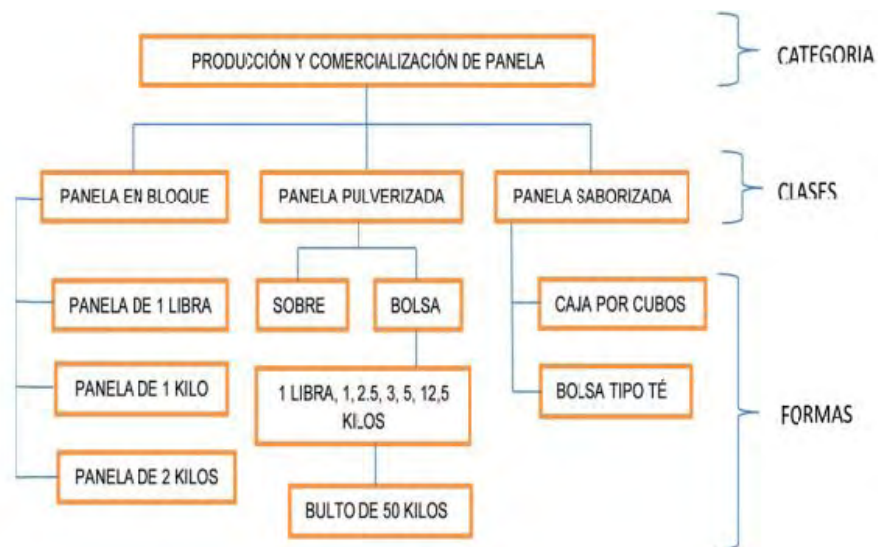 PRODUCCIÓN Y COMERCIALIZACIÓN DE PANELA
CATEGORIA
PANELA EN BLOQUE
PANELA PULVERIZADA
PANELA SABORIZADA
CLASES
PANELA DE 1 LIBRA
SOBRE
BOLSA
CAJA POR CUBOS
PANELA DE 1 KILO
1 LIBRA, 1, 2.5, 3, 5, 12,5
KILOS
BOLSA TIPO TÉ
FORMAS
PANELA DE 2 KILOS
BULTO DE 50 KILOS